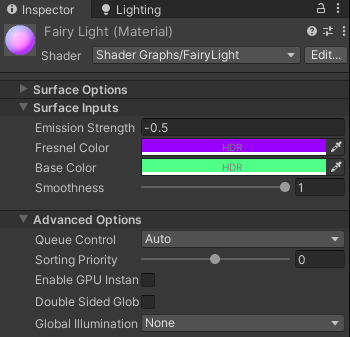 Inspector Lighting
Fairy Light (Material)
Shader Shader Graphs/FairyLight Edit...
Surface Options
Surface Inputs
Emission Strength -0.5
Fresnel Color HDR
Base Color HDR
Smoothness 1
Advanced Options
Queue Control Auto
Sorting Priority 0
Enable GPU Instan
Double Sided Glob
Global Illumination None